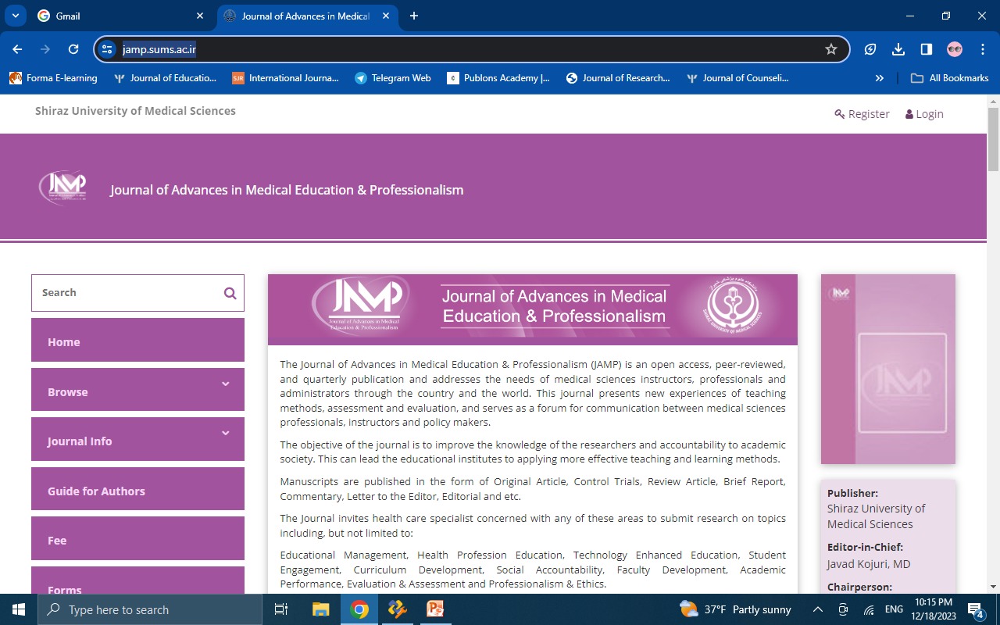 Gmail
Journal of Advances in Medical
jamp.sums.ac.ir
Forma E-learning
Journal of Educatio...
SJR
International Journa...
Telegram Web
Publons Academy |...
Journal of Research...
Journal of Counseli...
All Bookmarks
Shiraz University of Medical Sciences
Register
Login
JAMP
Journal of Advances in Medical Education & Professionalism
Search
Home
Browse
Journal Info
Guide for Authors
Fee
Forms
JAMP
Journal of Advances in Medical
Education & Professionalism
Journal of Advances in Medical
Education & Professionalism
SHIRAZ UNIVERSITY OF MEDICAL SCIENCES
The Journal of Advances in Medical Education & Professionalism (JAMP) is an open access, peer-reviewed,
and quarterly publication and addresses the needs of medical sciences instructors, professionals and
administrators through the country and the world. This journal presents new experiences of teaching
methods, assessment and evaluation, and serves as a forum for communication between medical sciences
professionals, instructors and policy makers.
The objective of the journal is to improve the knowledge of the researchers and accountability to academic
society. This can lead the educational institutes to applying more effective teaching and learning methods.
Manuscripts are published in the form of Original Article, Control Trials, Review Article, Brief Report,
Commentary, Letter to the Editor, Editorial and etc.
The Journal invites health care specialist concerned with any of these areas to submit research on topics
including, but not limited to:
Educational Management, Health Profession Education, Technology Enhanced Education, Student
Engagement, Curriculum Development, Social Accountability, Faculty Development, Academic
Performance, Evaluation & Assessment and Professionalism & Ethics.
JAMP
JAMP
Publisher:
Shiraz University of
Medical Sciences
Editor-in-Chief:
Javad Kojuri, MD
Chairperson:
Type here to search
37°F Partly sunny
ENG
10:15 PM
12/18/2023
4